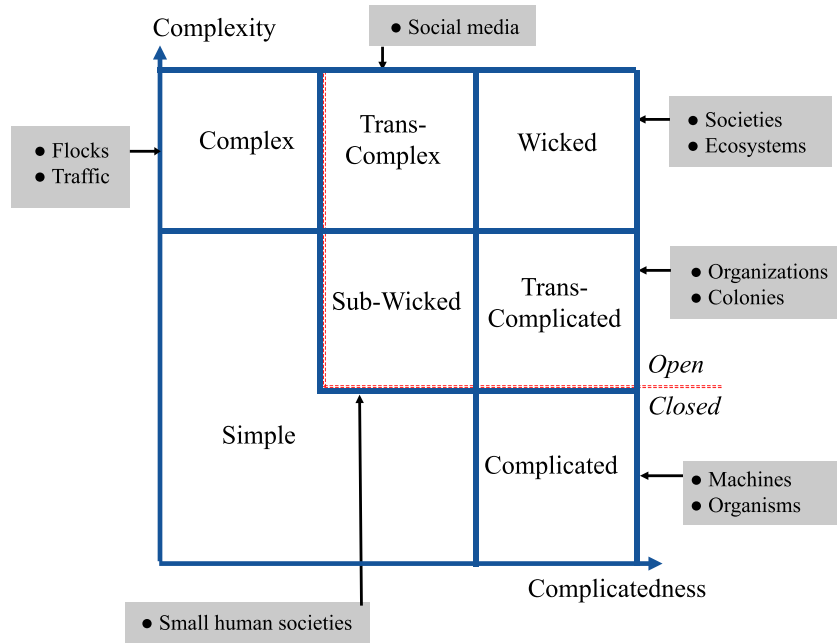 Complexity
● Social media
● Flocks
● Traffic
Complex
Trans-
Complex
Wicked
● Societies
● Ecosystems
Sub-Wicked
Trans-
Complicated
● Organizations
● Colonies
Open
Closed
Simple
Complicated
● Machines
● Organisms
Complicatedness
● Small human societies